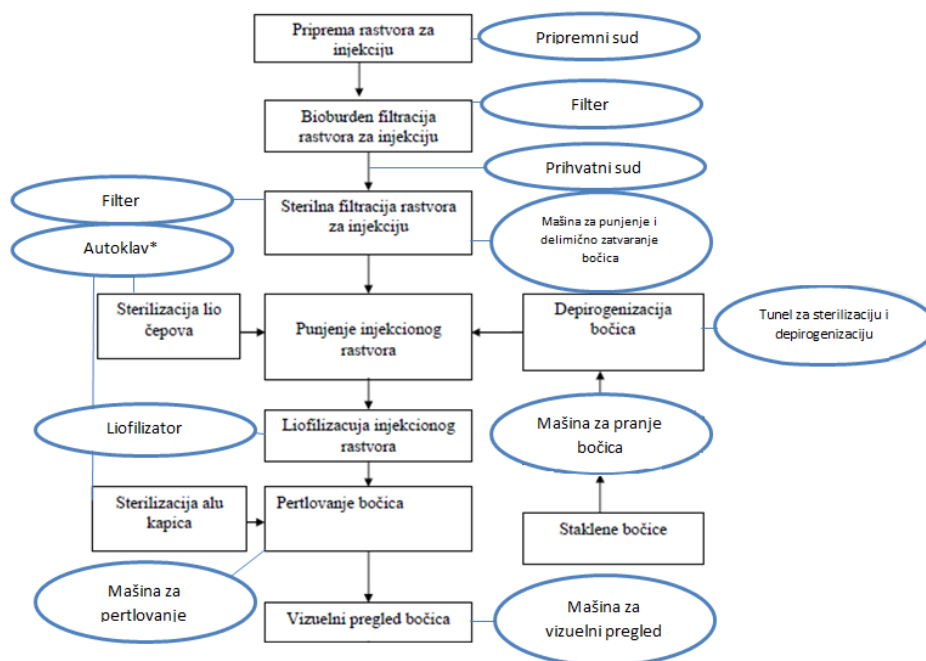 Priprema rastvora za
injekciju
Pripremni sud
Bioburden filtracija
rastvora za injekciju
Filter
Prihvatni sud
Filter
Sterilna filtracija rastvora
za injekciju
Mašina za punjenje i
delimično zatvaranje
bočica
Autoklav*
Sterilizacija lio
čepova
Punjenje injekcionog
rastvora
Depirogenizacija
bočica
Tunel za sterilizaciju i
depirogenizaciju
Liofilizator
Liofilizacuja injekcionog
rastvora
Mašina za pranje
bočica
Sterilizacija alu
kapica
Pertlovanje bočica
Staklene bočice
Mašina za
pertlovanje
Vizuelni pregled bočica
Mašina za
vizuelni pregled